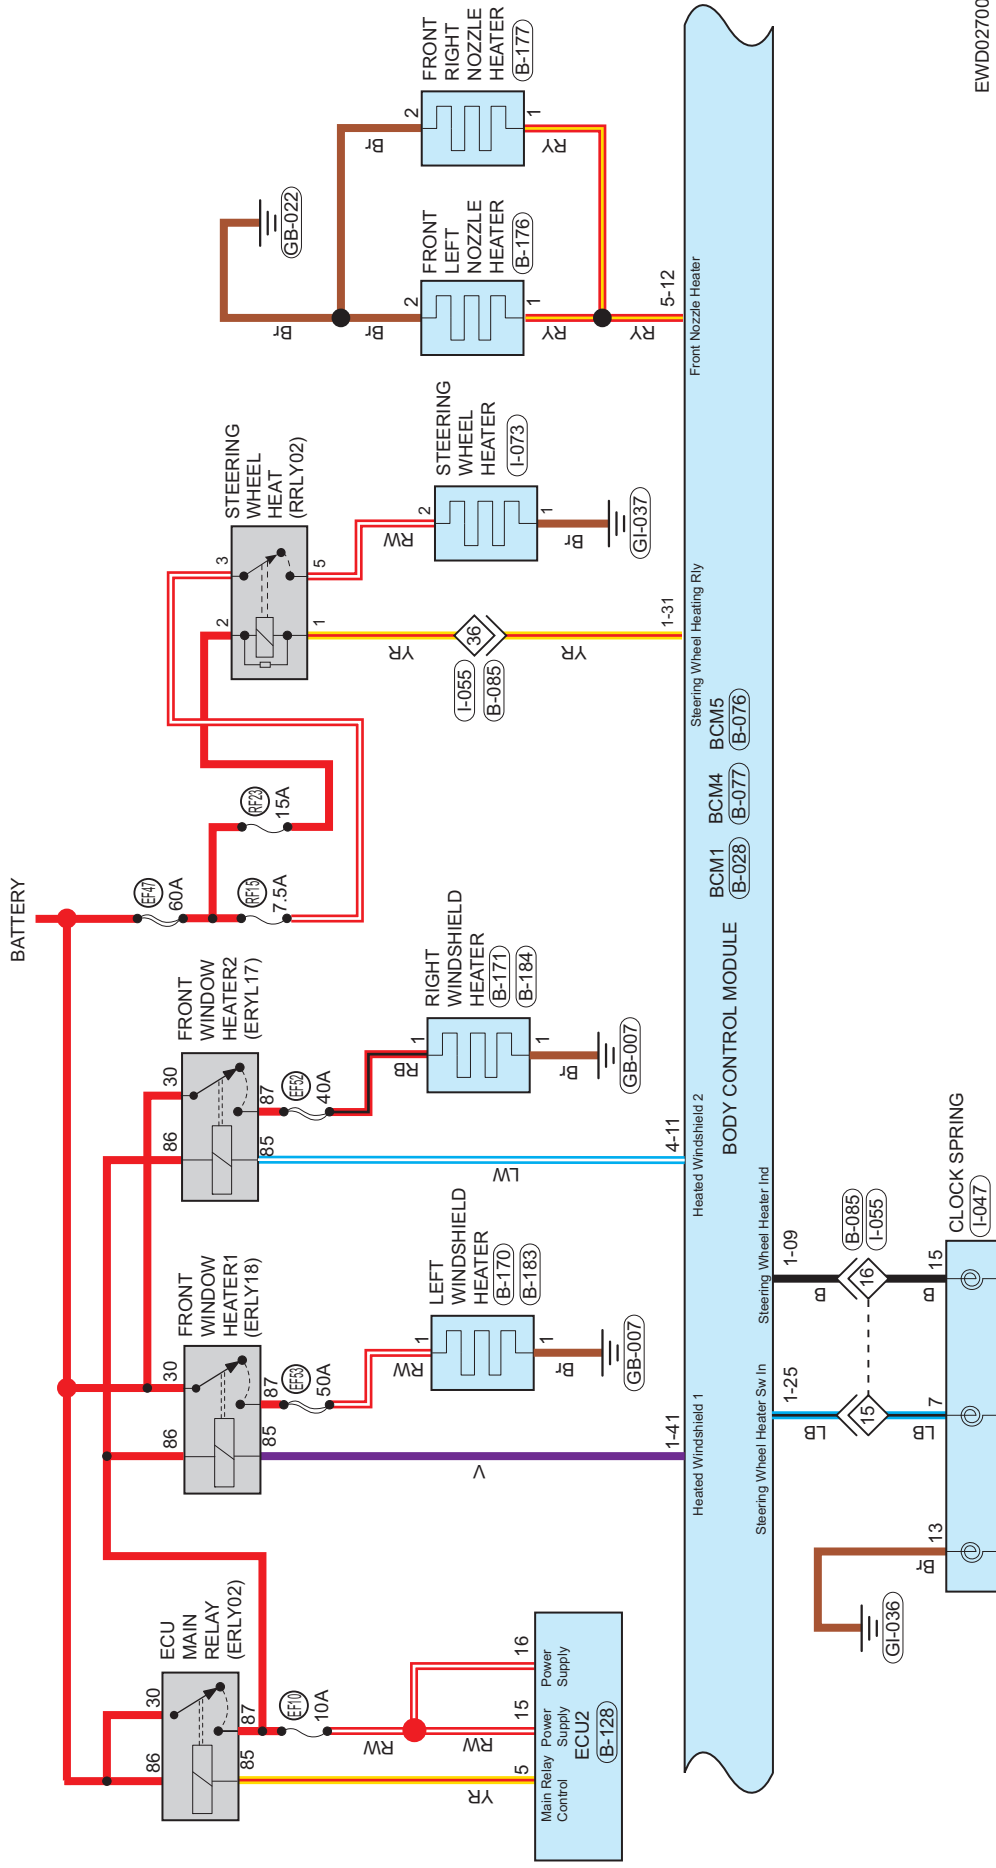 BATTERY
EF47
60A
RF15
7.5A
RF23
15A
ECU
MAIN
RELAY
(ERLY02)
86
30
85
87
EF10
10A
RW
RW
YR
5
15
16
Main Relay
Control
Power
Supply
Power
Supply
ECU2
B-128
FRONT
WINDOW
HEATER1
(ERLY18)
86
30
85
87
EF53
50A
RW
V
1
LEFT
WINDSHIELD
HEATER
B-170
B-183
1
Br
GB-007
1-41
Heated Windshield 1
FRONT
WINDOW
HEATER2
(ERYL17)
86
30
85
87
EF52
40A
RB
LW
1
RIGHT
WINDSHIELD
HEATER
B-171
B-184
1
Br
GB-007
4-11
Heated Windshield 2
STEERING
WHEEL
HEAT
(RRLY02)
2
3
1
5
YR
RW
36
I-055
B-085
YR
2
STEERING
WHEEL
HEATER
I-073
1
Br
GI-037
1-31
Steering Wheel Heating Rly
GB-022
Br
Br
Br
2
2
FRONT
LEFT
NOZZLE
HEATER
B-176
FRONT
RIGHT
NOZZLE
HEATER
B-177
1
1
RY
RY
RY
5-12
Front Nozzle Heater
BODY CONTROL MODULE
BCM1
B-028
BCM4
B-077
BCM5
B-076
Steering Wheel Heater Sw In
Steering Wheel Heater Ind
1-25
1-09
LB
B
15
16
B-085
I-055
LB
B
GI-036
Br
13
7
15
CLOCK SPRING
I-047
EWD02700